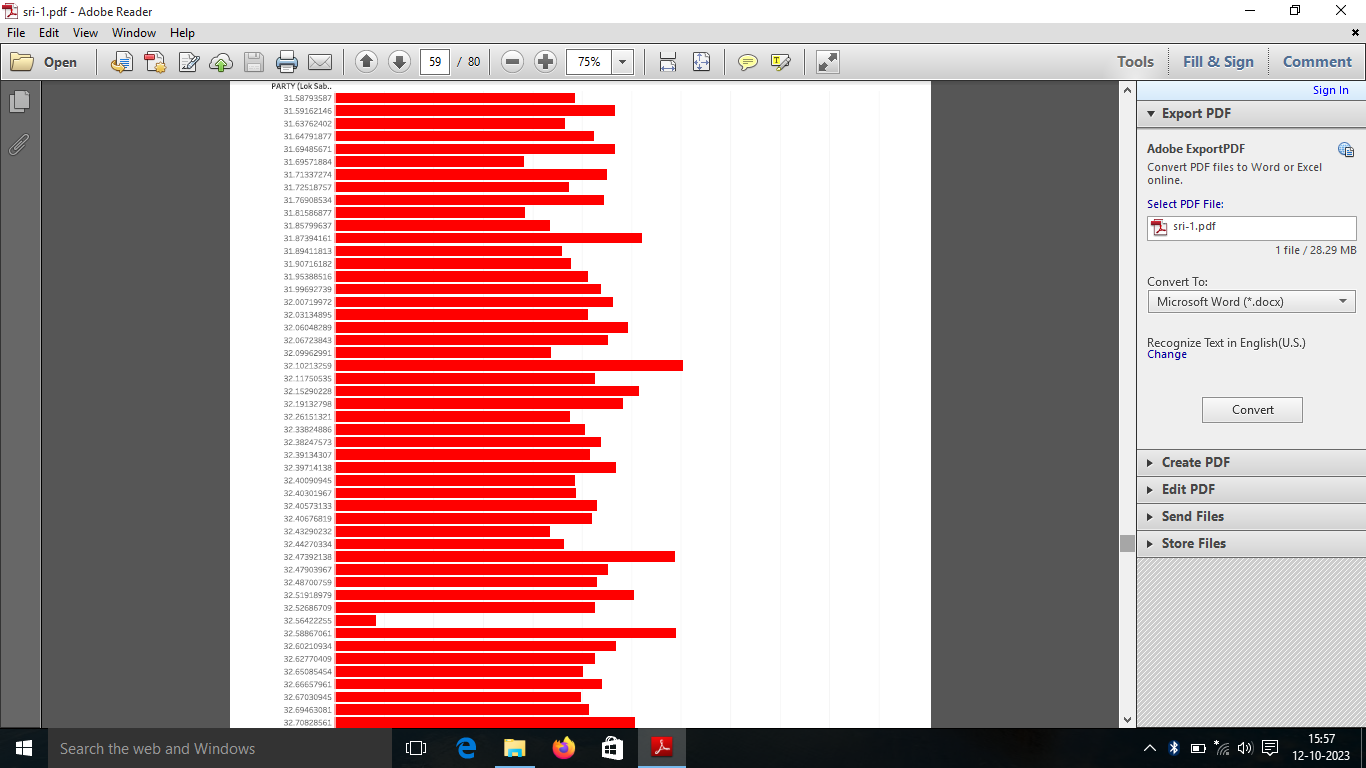 sri-1.pdf - Adobe Reader
File Edit View Window Help
Open 59 / 80 75% Tools Fill & Sign Comment
Sign In
Export PDF
Adobe ExportPDF
Convert PDF files to Word or Excel
online.
Select PDF File:
sri-1.pdf
1 file / 28.29 MB
Convert To:
Microsoft Word (*.docx)
Recognize Text in English(U.S.)
Change
Convert
Create PDF
Edit PDF
Send Files
Store Files
PARTY (Lok Sab..
31.58793587
31.59162146
31.63762402
31.64791877
31.69485671
31.69571884
31.71337274
31.72518757
31.76908534
31.81586877
31.85799637
31.87394161
31.89411813
31.90716182
31.95388516
31.99692739
32.00719972
32.03134895
32.06048289
32.06723843
32.09962991
32.10213259
32.11750535
32.15290228
32.19132798
32.26151321
32.33824886
32.38247573
32.39134307
32.39714138
32.40090945
32.40301967
32.40573133
32.40676819
32.43290232
32.44270334
32.47392138
32.47903967
32.48700759
32.51918979
32.52686709
32.56422255
32.58867061
32.60210934
32.62770409
32.65085454
32.66657961
32.67030945
32.69463081
32.70828561
Search the web and Windows
15:57
12-10-2023